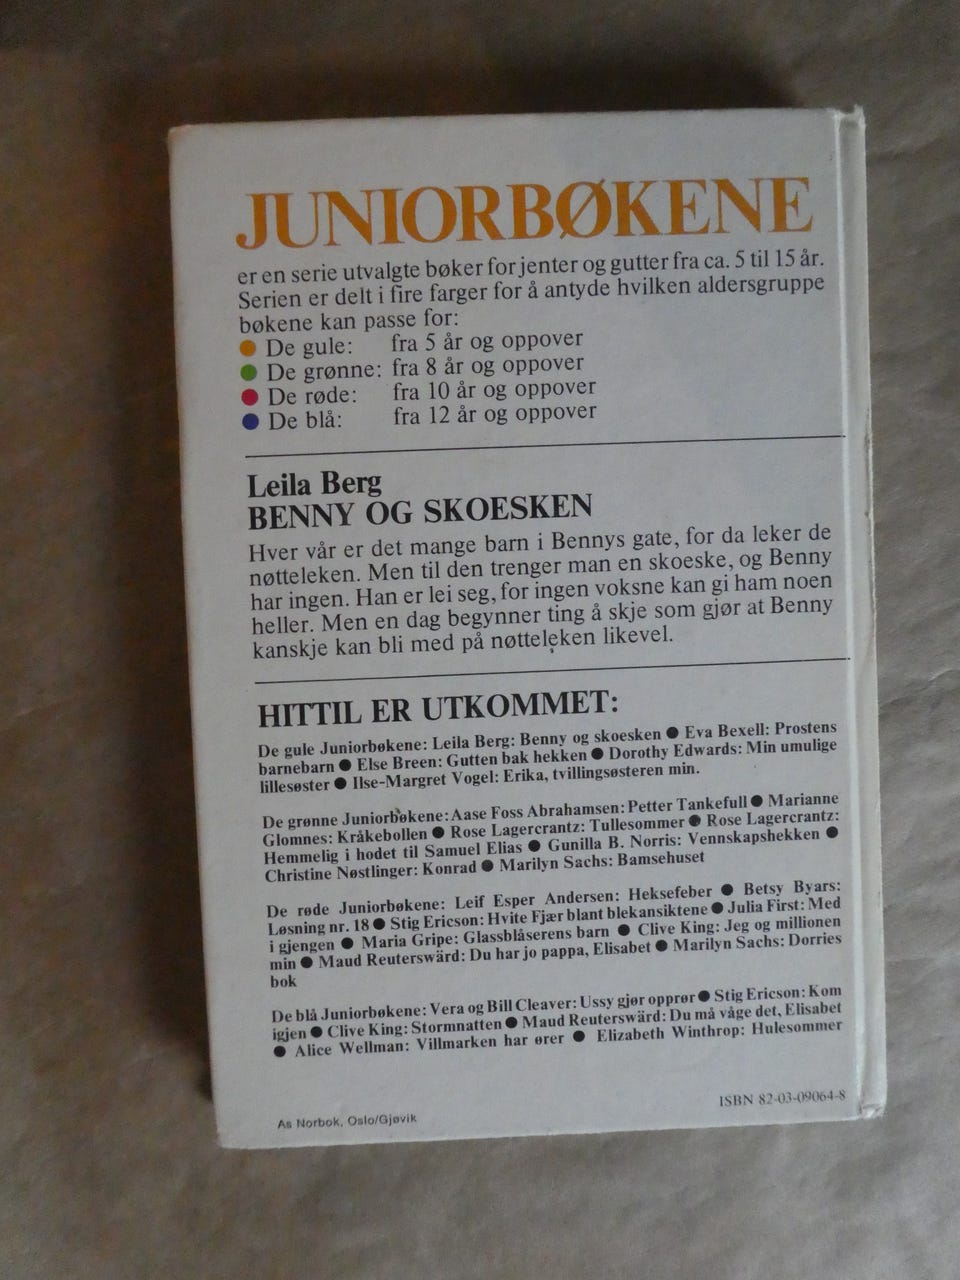 JUNIORBØKENE
er en serie utvalgte bøker for jenter og gutter fra ca. 5 til 15 år.
Serien er delt i fire farger for å antyde hvilken aldersgruppe
bøkene kan passe for:
● De gule: fra 5 år og oppover
● De grønne: fra 8 år og oppover
● De røde: fra 10 år og oppover
● De blå: fra 12 år og oppover
Leila Berg
BENNY OG SKOESKEN
Hver vår er det mange barn i Bennys gate, for da leker de
nøtteleken. Men til den trenger man en skoeske, og Benny
har ingen. Han er lei seg, for ingen voksne kan gi ham noen
heller. Men en dag begynner ting å skje som gjør at Benny
kanskje kan bli med på nøtteleken likevel.
HITTIL ER UTKOMMET:
De gule Juniorbøkene: Leila Berg: Benny og skoesken ● Eva Bexell: Prostens
barnebarn ● Else Breen: Gutten bak hekken ● Dorothy Edwards: Min umulige
lillesøster ● Ilse-Margret Vogel: Erika, tvillingsøsteren min.
De grønne Juniorbøkene: Aase Foss Abrahamsen: Petter Tankefull ● Marianne
Glomnes: Kråkebollen ● Rose Lagercrantz: Tullesommer ● Rose Lagercrantz:
Hemmelig i hodet til Samuel Elias ● Gunilla B. Norris: Vennskapshekken ●
Christine Nøstlinger: Konrad ● Marilyn Sachs: Bamsehuset
De røde Juniorbøkene: Leif Esper Andersen: Heksefeber ● Betsy Byars:
Løsning nr. 18 ● Stig Ericson: Hvite Fjær blant blekansiktene ● Julia First: Med
i gjengen ● Maria Gripe: Glassblåserens barn ● Clive King: Jeg og millionen
min ● Maud Reuterswärd: Du har jo pappa, Elisabet ● Marilyn Sachs: Dorries
bok
De blå Juniorbøkene: Vera og Bill Cleaver: Ussy gjør opprør ● Stig Ericson: Kom
igjen ● Clive King: Stormnatten ● Maud Reuterswärd: Du må våge det, Elisabet
● Alice Wellman: Villmarken har ører ● Elizabeth Winthrop: Hulesommer
ISBN 82-03-09064-8
As Norbok, Oslo/Gjøvik